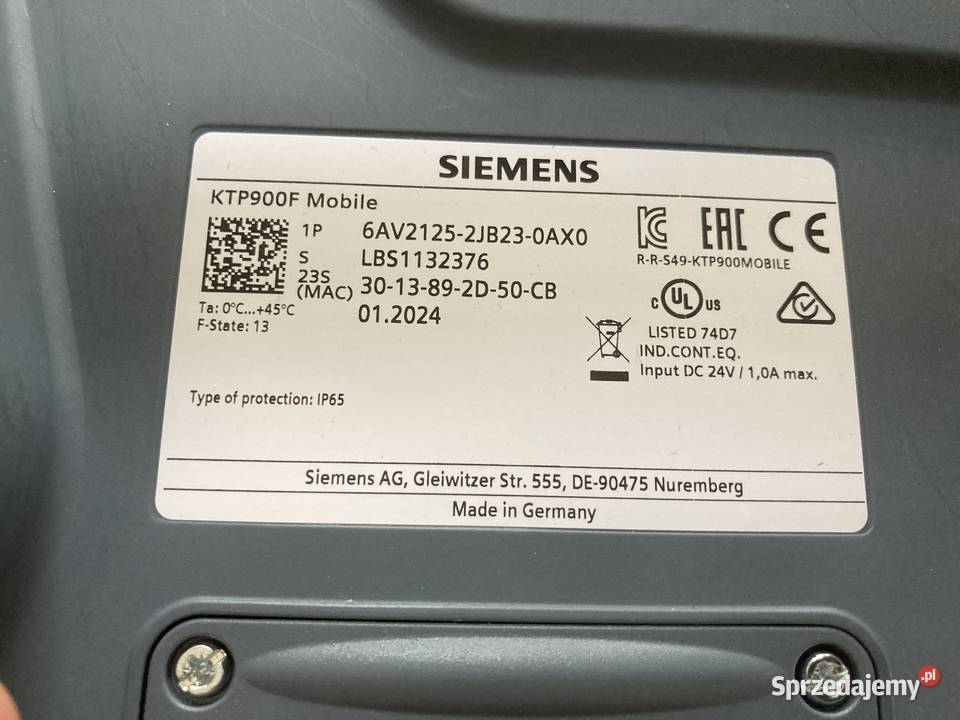 SIEMENS
KTP900F Mobile
1P 6AV2125-2JB23-0AX0
S LBS1132376
23S (MAC) 30-13-89-2D-50-CB
01.2024
Ta: 0°C...+45°C
F-State: 13
Type of protection: IP65
EAC CE
R-R-S49-KTP900MOBILE
c UL US
LISTED 74D7
IND.CONT.EQ.
Input DC 24V / 1,0A max.
Siemens AG, Gleiwitzer Str. 555, DE-90475 Nuremberg
Made in Germany
Sprzedajemy.pl